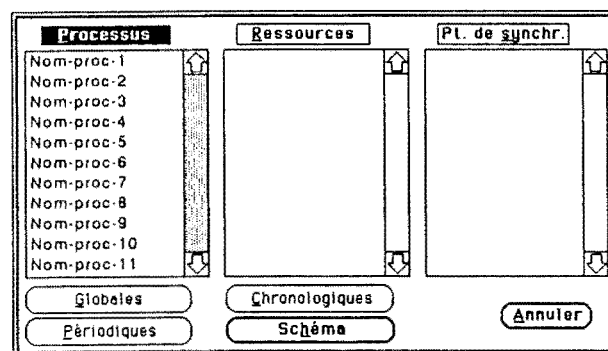 Processus
Ressources
Pt. de synchr.
Nom-proc-1
Nom-proc-2
Nom-proc-3
Nom-proc-4
Nom-proc-5
Nom-proc-6
Nom-proc-7
Nom-proc-8
Nom-proc-9
Nom-proc-10
Nom-proc-11
Globales
Chronologiques
Périodiques
Schéma
Annuler